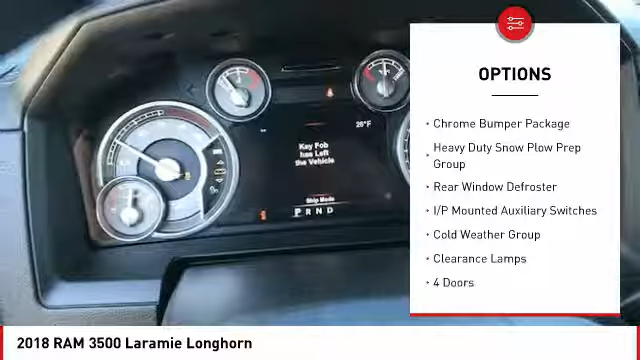 Key Fob
has Left
the Vehicle
26°F
Ship Mode
P R N D
OPTIONS
Chrome Bumper Package
Heavy Duty Snow Plow Prep
Group
Rear Window Defroster
I/P Mounted Auxiliary Switches
Cold Weather Group
Clearance Lamps
4 Doors
2018 RAM 3500 Laramie Longhorn